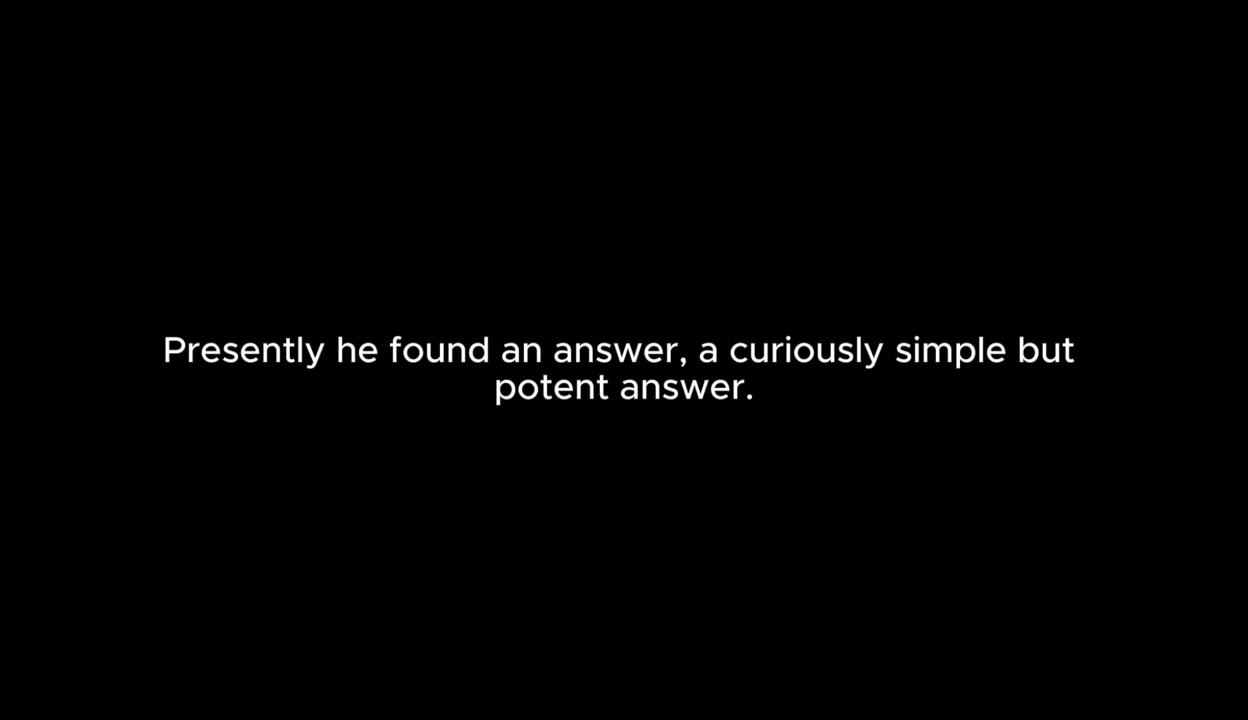 Presently he found an answer, a curiously simple but
potent answer.